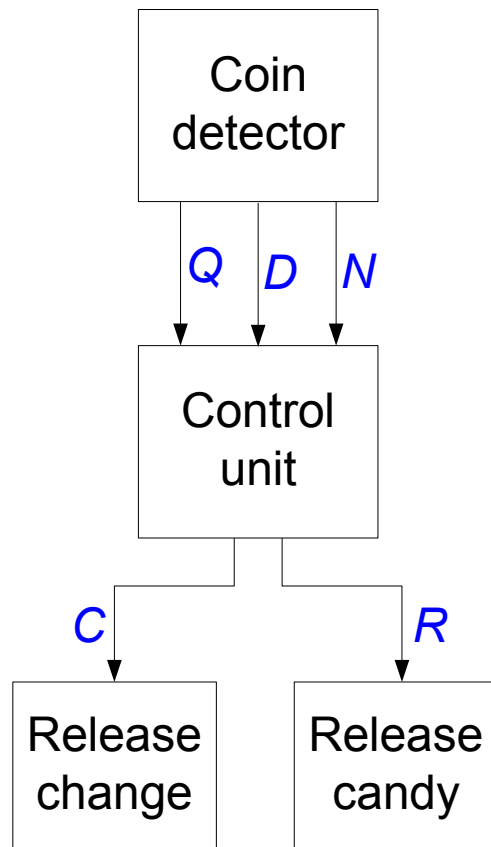 Coin
detector
Q D N
Control
unit
C R
Release
change
Release
candy